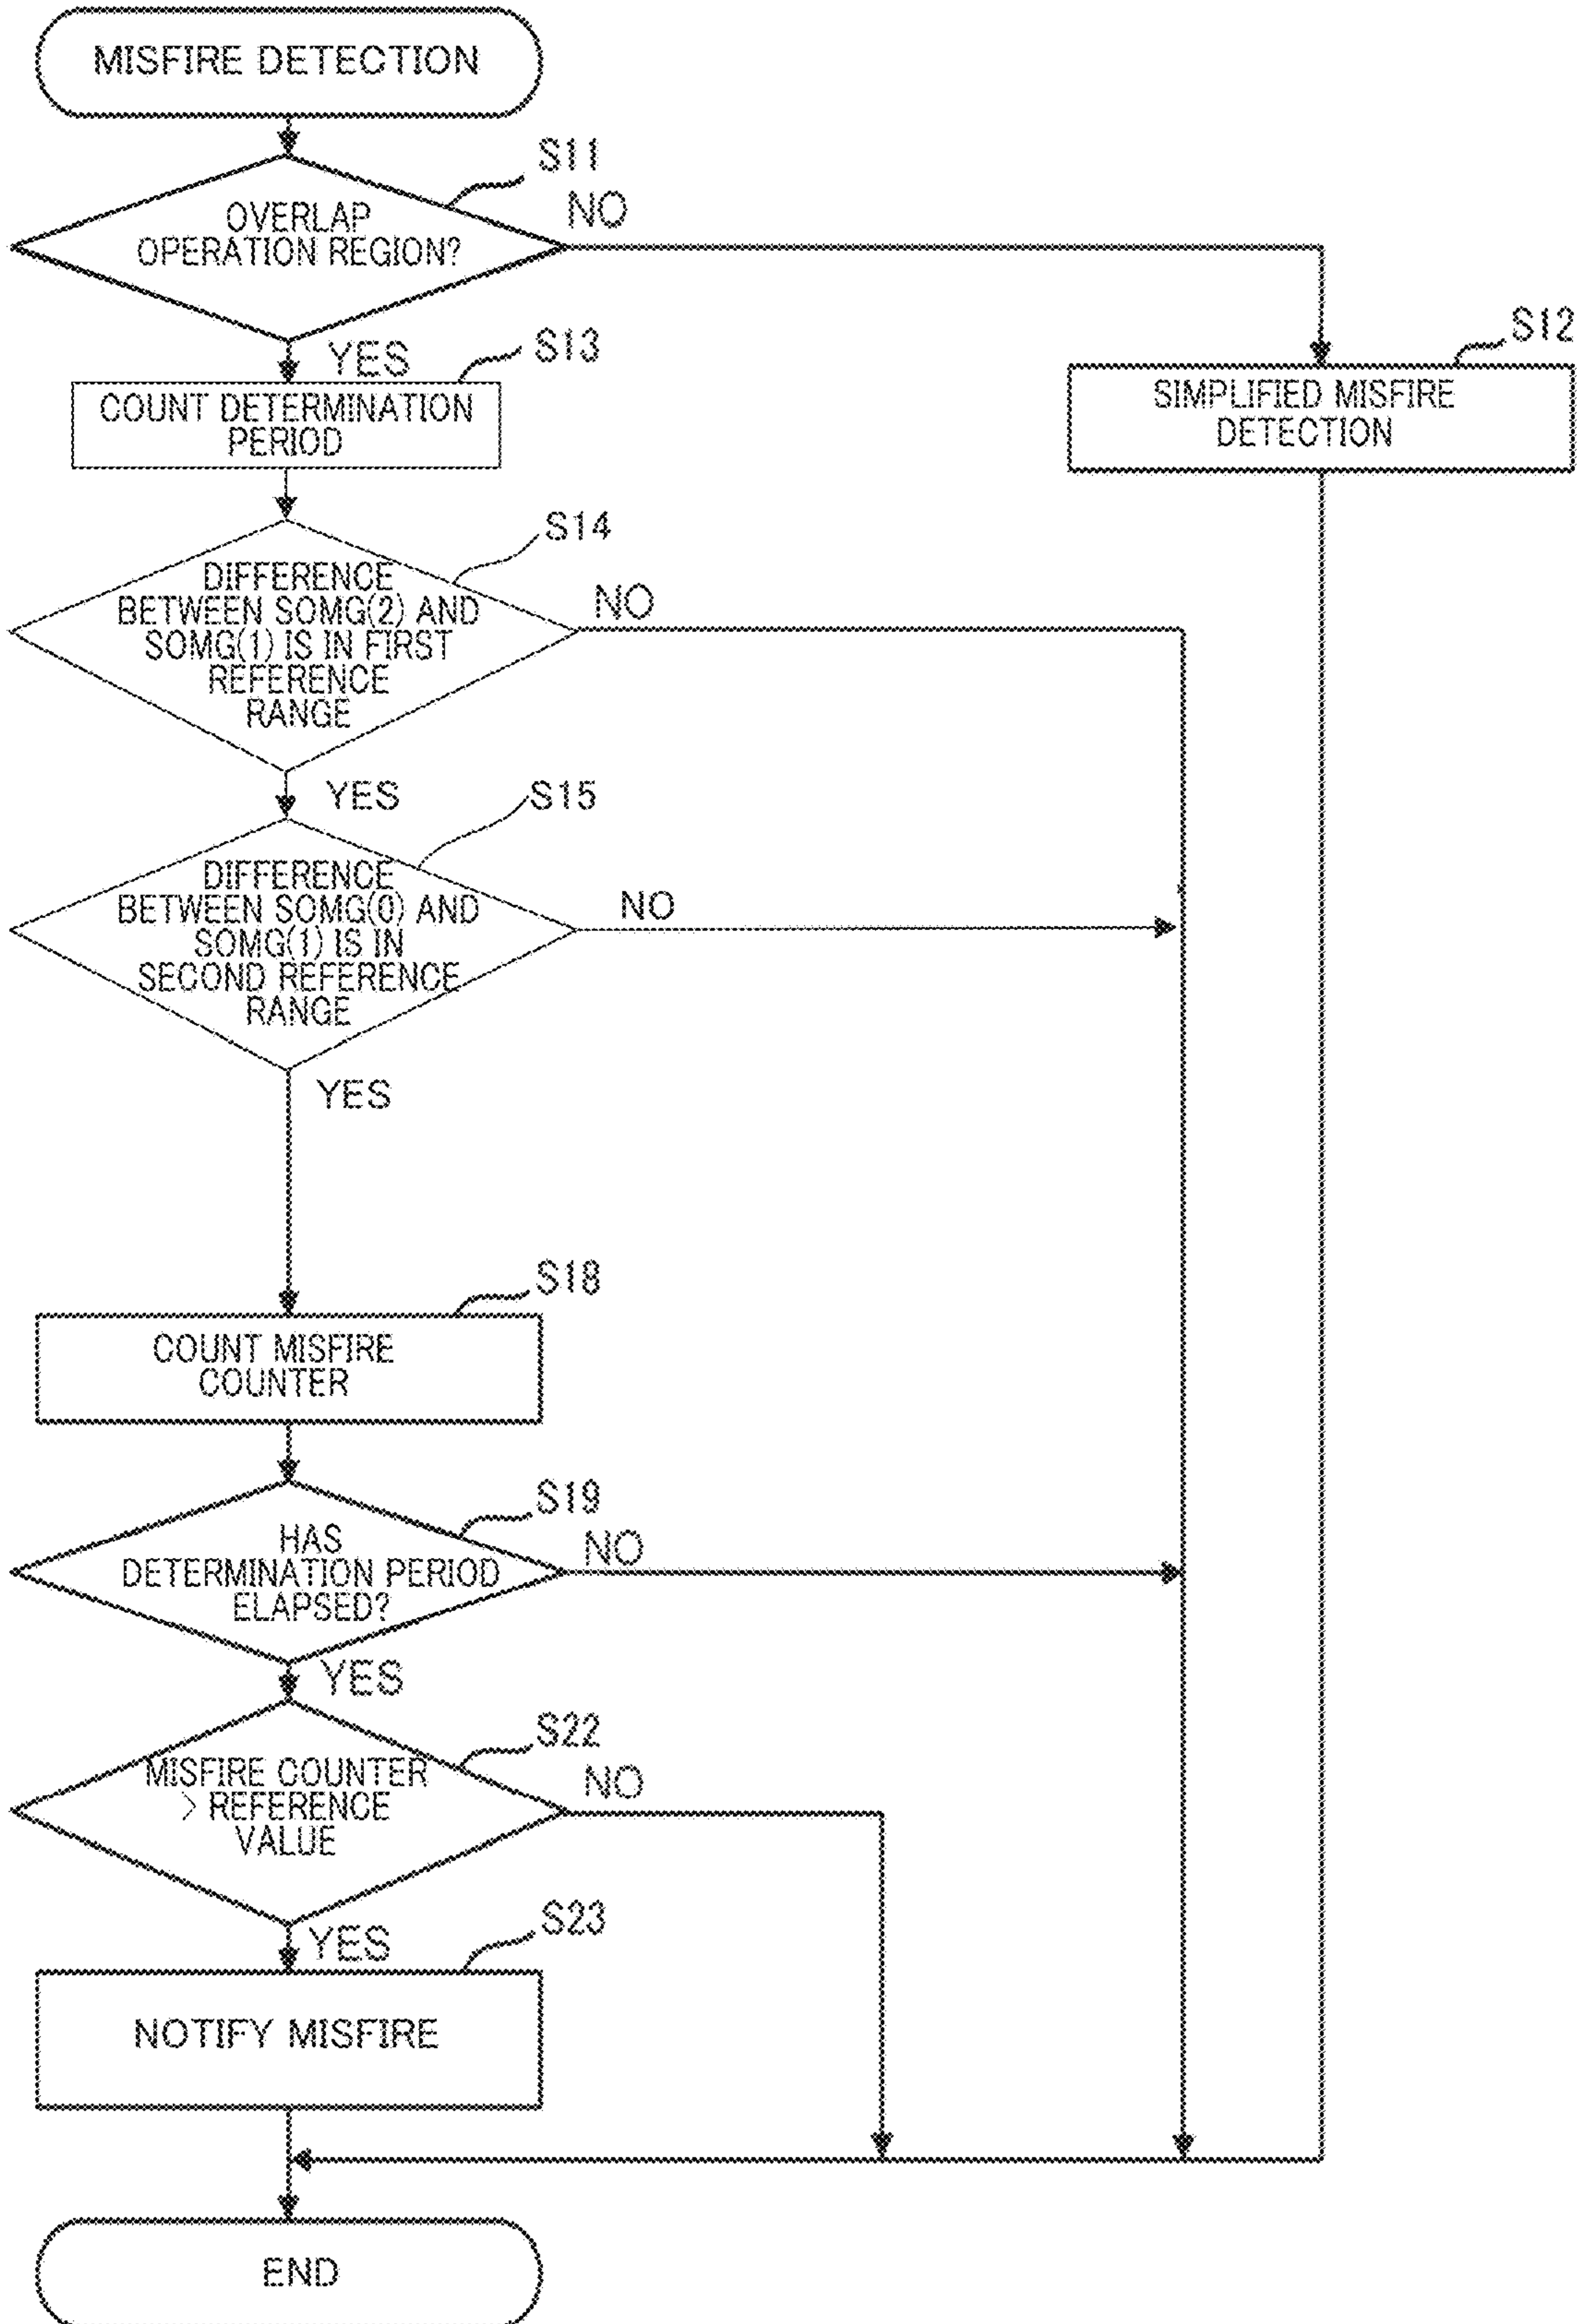 MISFIRE DETECTION
S11
OVERLAP
OPERATION REGION?
NO
YES
S12
SIMPLIFIED MISFIRE
DETECTION
S13
COUNT DETERMINATION
PERIOD
S14
DIFFERENCE
BETWEEN SOMG(2) AND
SOMG(1) IS IN FIRST
REFERENCE
RANGE
NO
YES
S15
DIFFERENCE
BETWEEN SOMG(0) AND
SOMG(1) IS IN
SECOND REFERENCE
RANGE
NO
YES
S18
COUNT MISFIRE
COUNTER
S19
HAS
DETERMINATION PERIOD
ELAPSED?
NO
YES
S22
MISFIRE COUNTER
> REFERENCE
VALUE
NO
YES
S23
NOTIFY MISFIRE
END